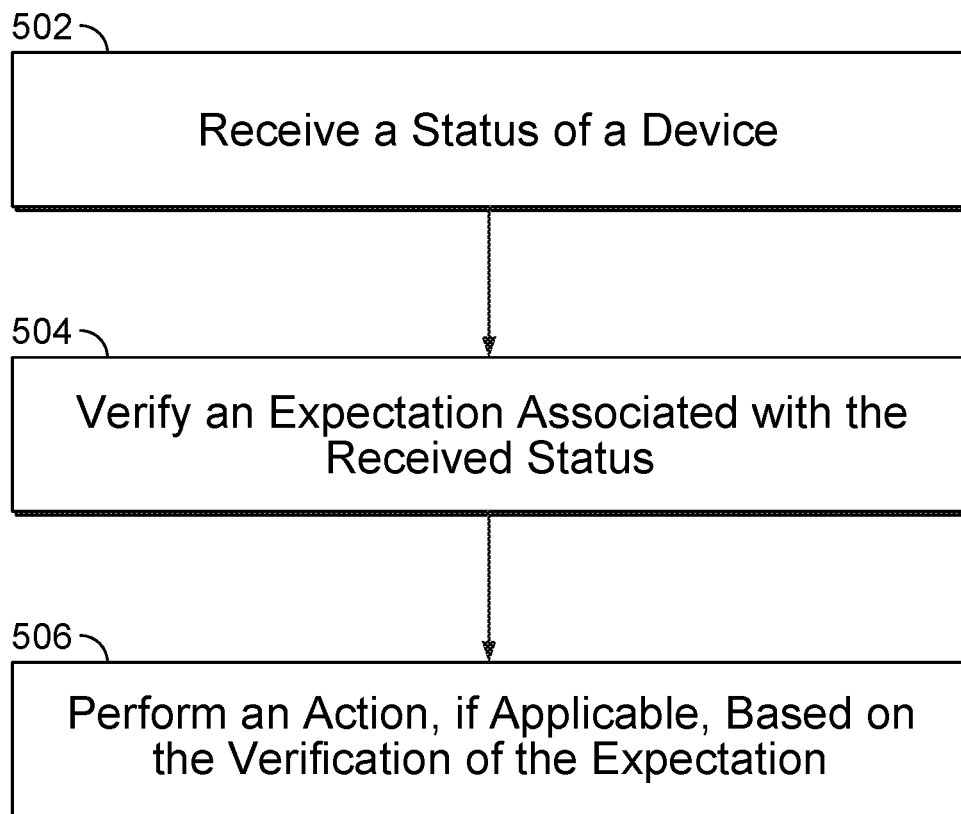 502
Receive a Status of a Device
504
Verify an Expectation Associated with the
Received Status
506
Perform an Action, if Applicable, Based on
the Verification of the Expectation